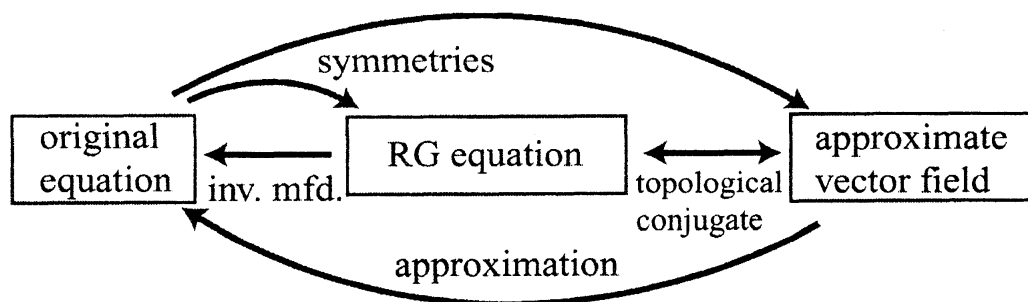 symmetries
original
equation
inv. mfd.
RG equation
topological
conjugate
approximate
vector field
approximation